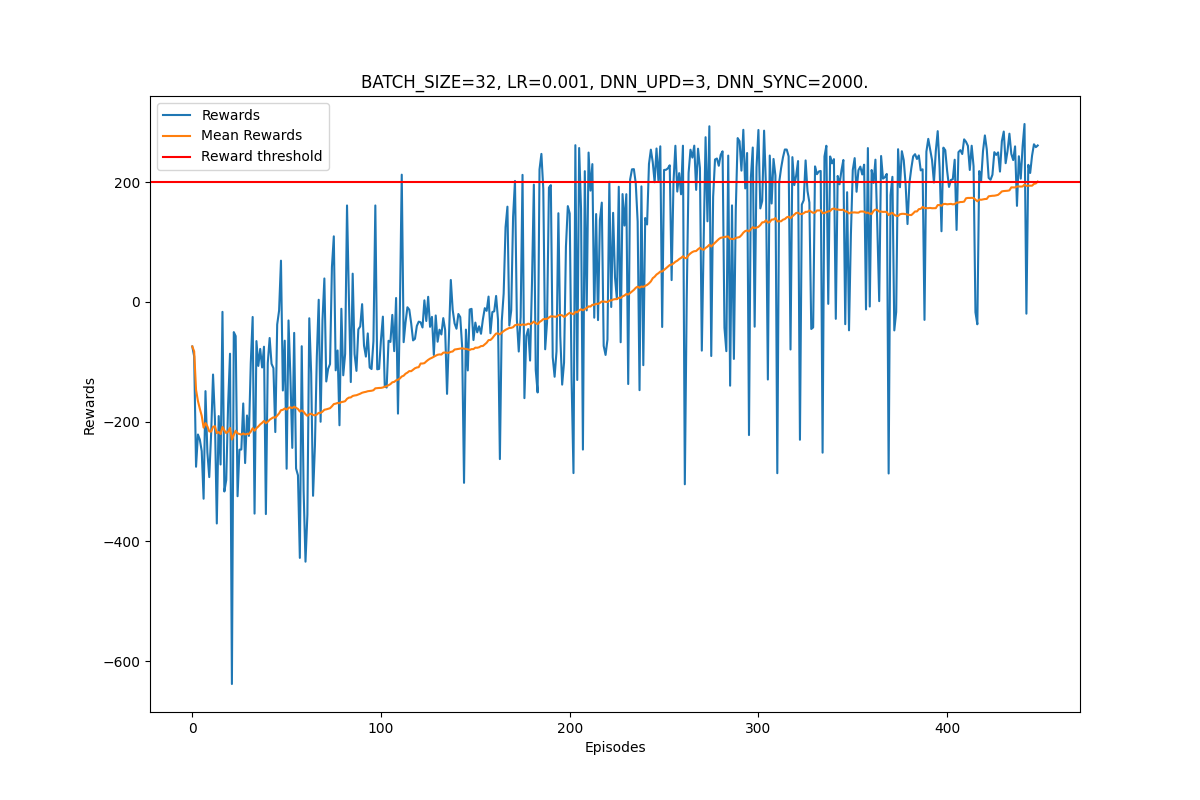 BATCH_SIZE=32, LR=0.001, DNN_UPD=3, DNN_SYNC=2000.
Rewards
Mean Rewards
Reward threshold
200
0
−200
−400
−600
Rewards
0
100
200
300
400
Episodes